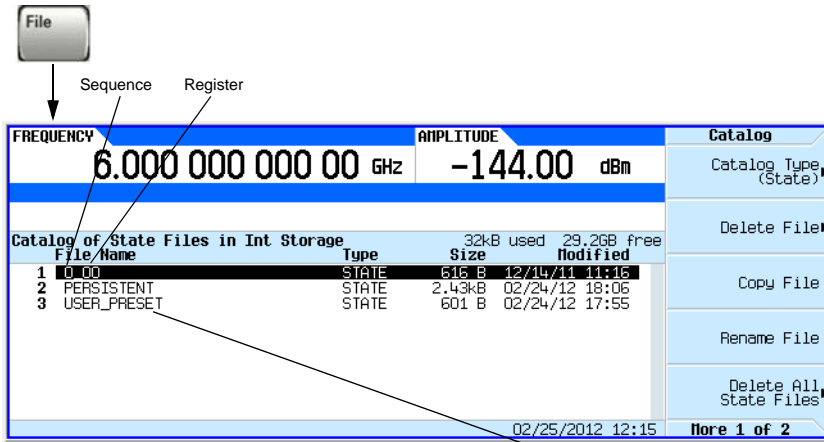 File
Sequence Register
FREQUENCY AMPLITUDE Catalog
6.000 000 000 00 GHz -144.00 dBm
Catalog Type
(State)
Delete File
Catalog of State Files in Int Storage 32kB used 29.2GB free
File Name Type Size Modified
1 0_00 STATE 616 B 12/14/11 11:16
2 PERSISTENT STATE 2.43kB 02/24/12 18:06
3 USER_PRESET STATE 601 B 02/24/12 17:55
Copy File
Rename File
Delete All
State Files
02/25/2012 12:15 More 1 of 2